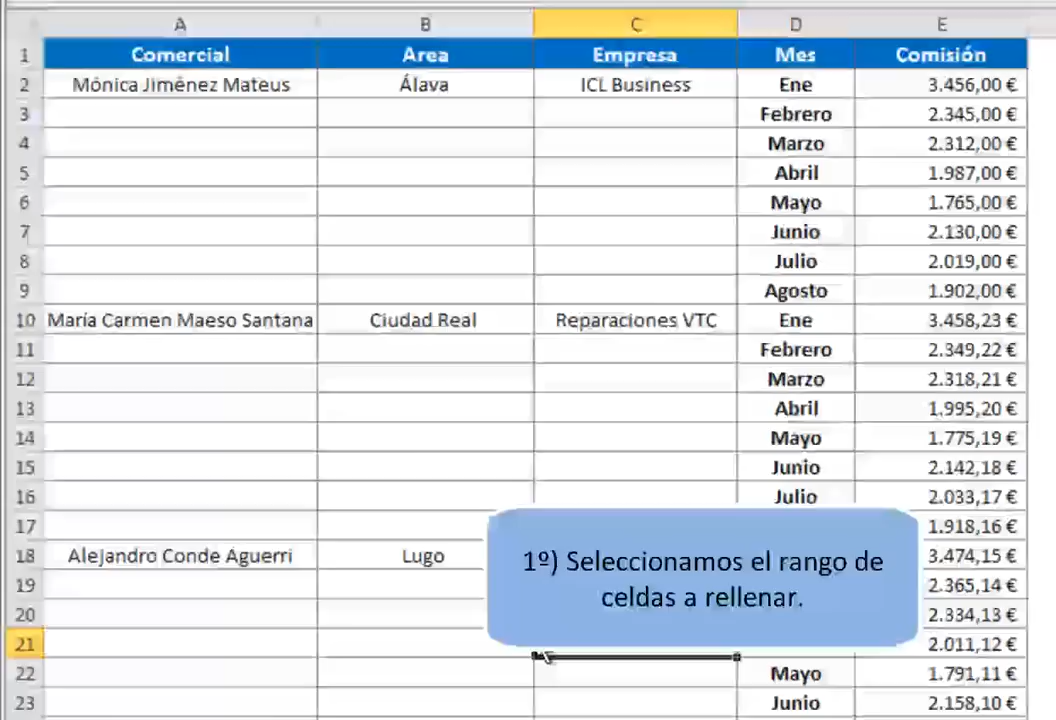 A B C D E
1 Comercial Area Empresa Mes Comisión
2 Mónica Jiménez Mateus Álava ICL Business Ene 3.456,00 €
3 Febrero 2.345,00 €
4 Marzo 2.312,00 €
5 Abril 1.987,00 €
6 Mayo 1.765,00 €
7 Junio 2.130,00 €
8 Julio 2.019,00 €
9 Agosto 1.902,00 €
10 María Carmen Maeso Santana Ciudad Real Reparaciones VTC Ene 3.458,23 €
11 Febrero 2.349,22 €
12 Marzo 2.318,21 €
13 Abril 1.995,20 €
14 Mayo 1.775,19 €
15 Junio 2.142,18 €
16 Julio 2.033,17 €
17 1.918,16 €
18 Alejandro Conde Aguerri Lugo 3.474,15 €
1º) Seleccionamos el rango de
celdas a rellenar.
19 2.365,14 €
20 2.334,13 €
21 2.011,12 €
22 Mayo 1.791,11 €
23 Junio 2.158,10 €